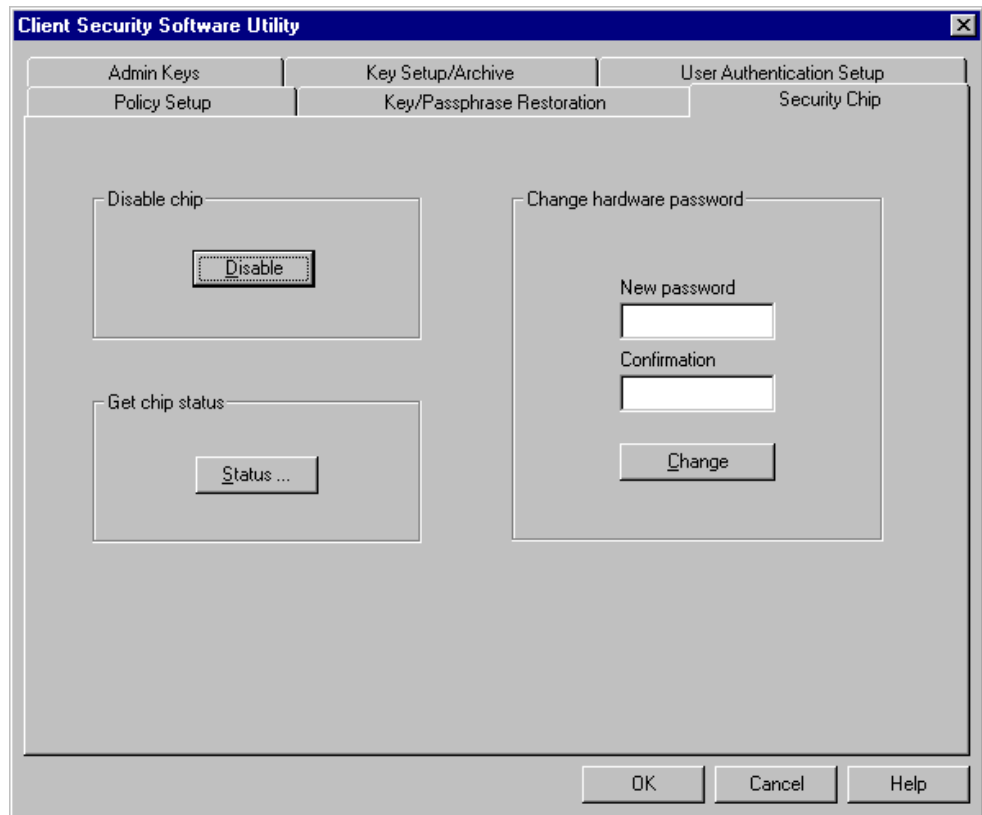 Client Security Software Utility
Admin Keys
Key Setup/Archive
User Authentication Setup
Policy Setup
Key/Passphrase Restoration
Security Chip
Disable chip
Disable
Get chip status
Status ...
Change hardware password
New password
Confirmation
Change
OK
Cancel
Help